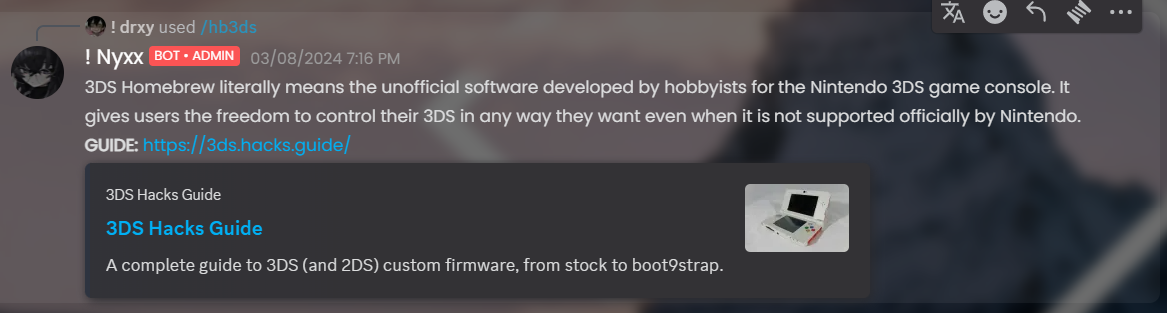 ! drxy used /hb3ds
! Nyxx BOT • ADMIN 03/08/2024 7:16 PM
3DS Homebrew literally means the unofficial software developed by hobbyists for the Nintendo 3DS game console. It
gives users the freedom to control their 3DS in any way they want even when it is not supported officially by Nintendo.
GUIDE: https://3ds.hacks.guide/
3DS Hacks Guide
3DS Hacks Guide
A complete guide to 3DS (and 2DS) custom firmware, from stock to boot9strap.